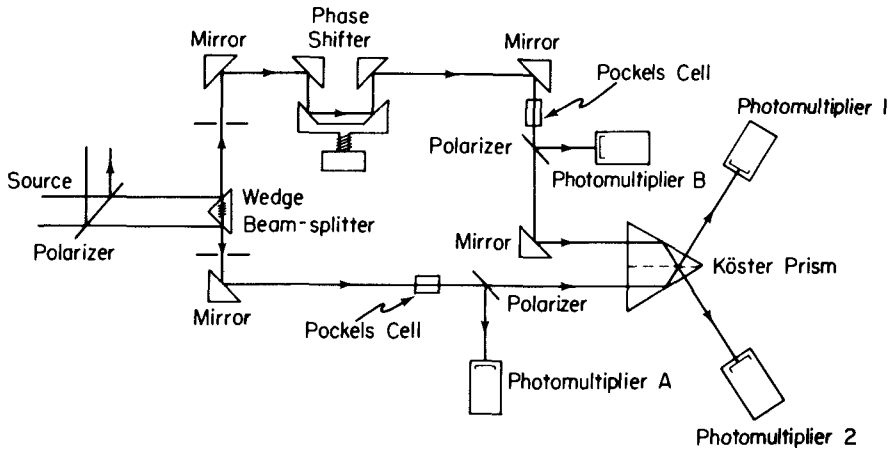 Phase
Shifter
Mirror
Mirror
Pockels Cell
Photomultiplier 1
Polarizer
Photomultiplier B
Source
Wedge
Beam-splitter
Polarizer
Mirror
Köster Prism
Mirror
Pockels Cell
Polarizer
Photomultiplier A
Photomultiplier 2